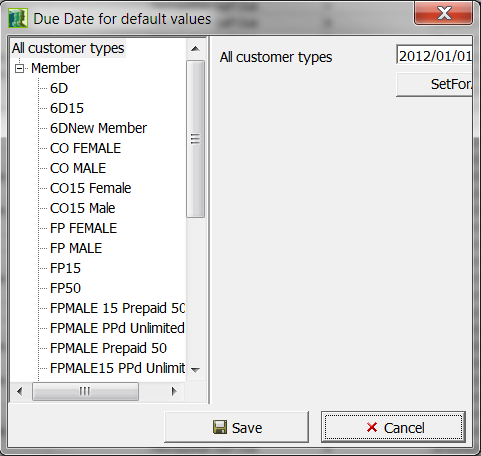 Due Date for default values
All customer types
Member
6D
6D15
6DNew Member
CO FEMALE
CO MALE
CO15 Female
CO15 Male
FP FEMALE
FP MALE
FP15
FP50
FPMALE 15 Prepaid 50
FPMALE PPd Unlimited
FPMALE Prepaid 50
FPMALE15 PPd Unlimit
All customer types 2012/01/01
SetFor
Save Cancel